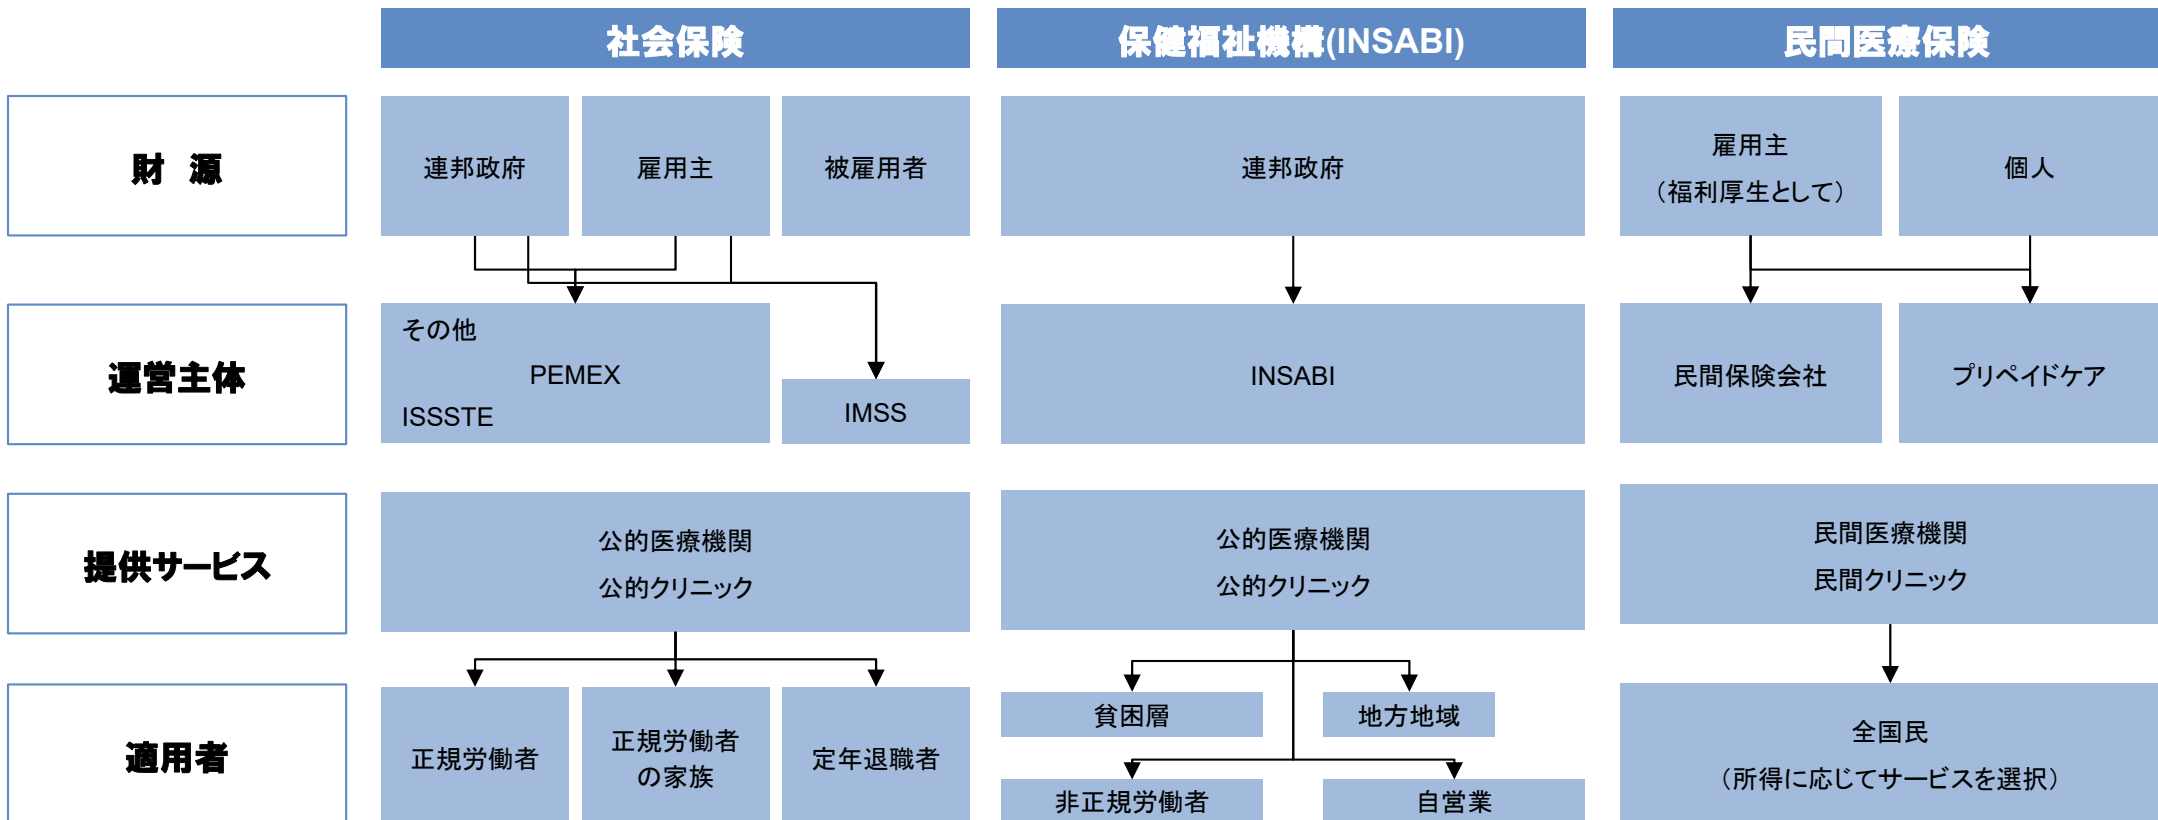 社会保険
保健福祉機構(INSABI)
民間医療保険
財 源
連邦政府
雇用主
被雇用者
連邦政府
雇用主
（福利厚生として）
個人
運営主体
その他
PEMEX
ISSSTE
IMSS
INSABI
民間保険会社
プリペイドケア
提供サービス
公的医療機関
公的クリニック
公的医療機関
公的クリニック
民間医療機関
民間クリニック
適用者
正規労働者
正規労働者
の家族
定年退職者
貧困層
地方地域
非正規労働者
自営業
全国民
（所得に応じてサービスを選択）